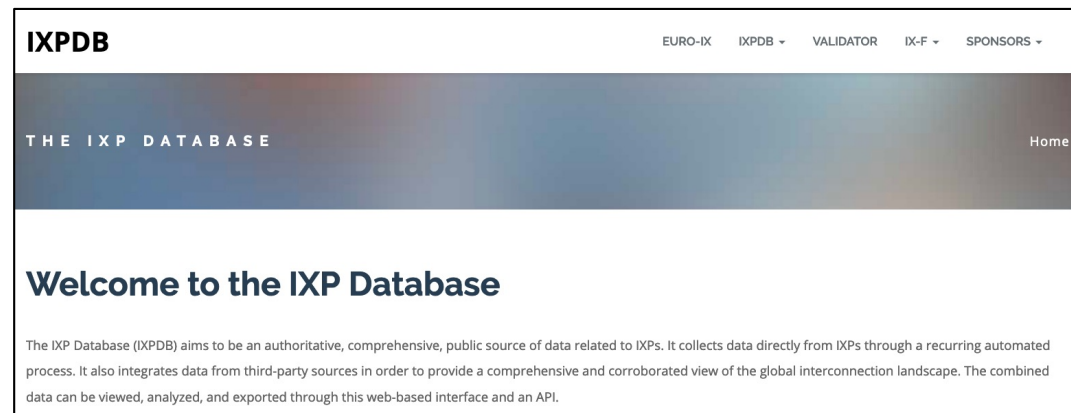 IXPDB
EURO-IX IXPDB VALIDATOR IX-F SPONSORS
THE IXP DATABASE
Home
Welcome to the IXP Database
The IXP Database (IXPDB) aims to be an authoritative, comprehensive, public source of data related to IXPs. It collects data directly from IXPs through a recurring automated
process. It also integrates data from third-party sources in order to provide a comprehensive and corroborated view of the global interconnection landscape. The combined
data can be viewed, analyzed, and exported through this web-based interface and an API.